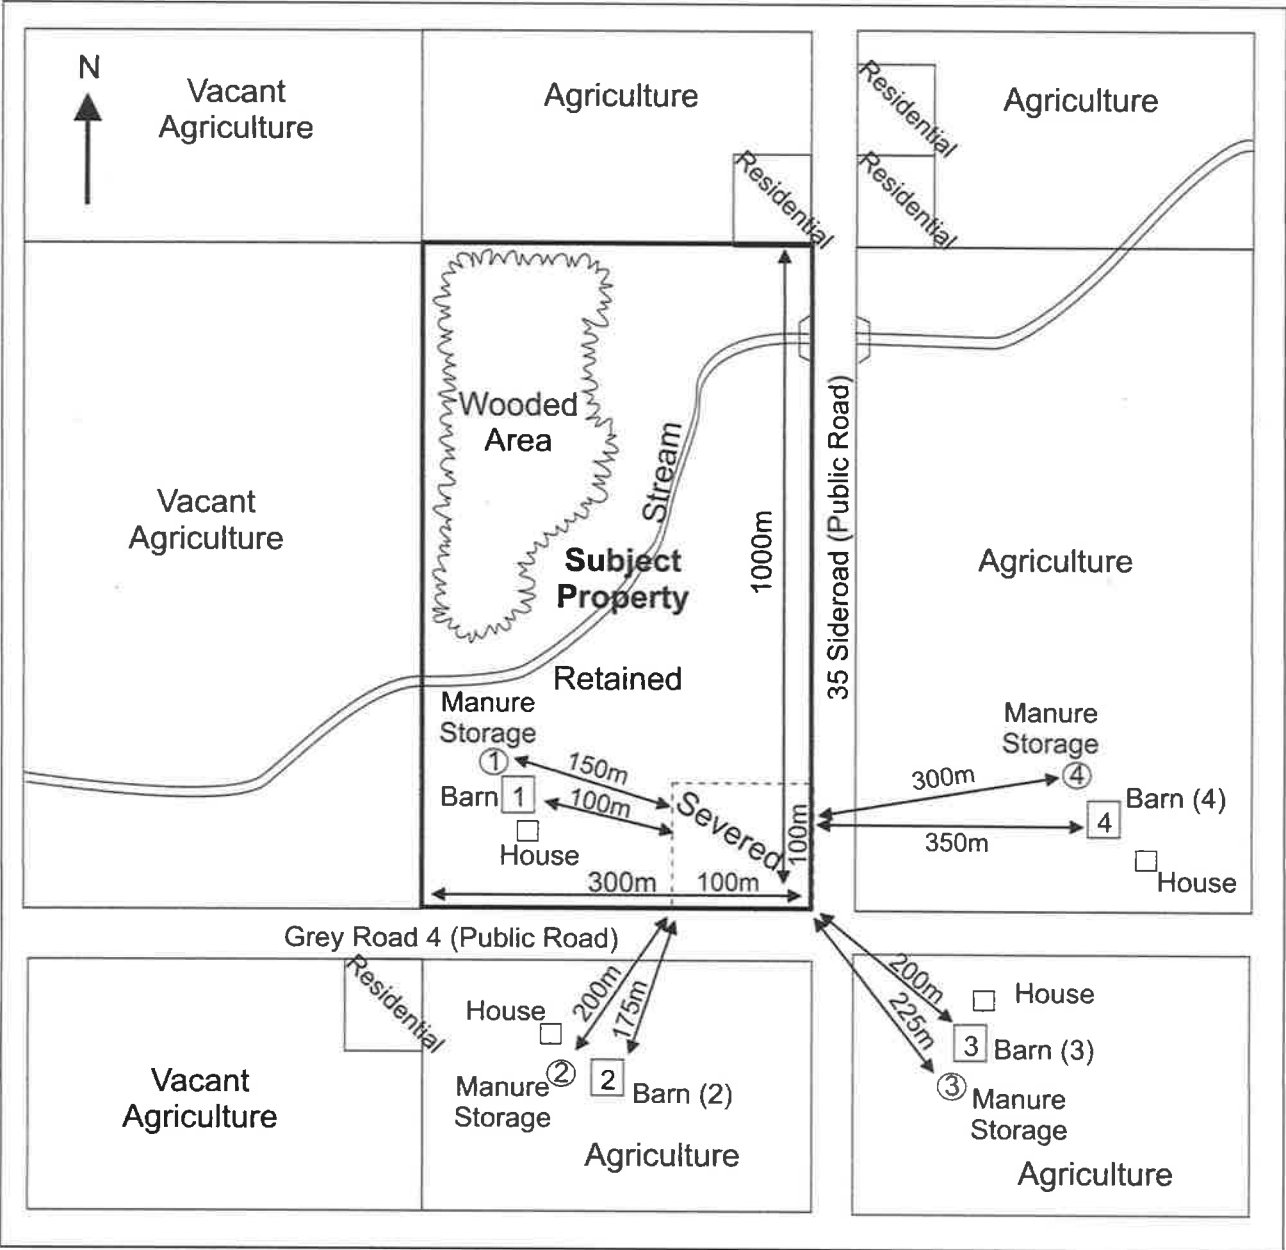 N
Vacant
Agriculture
Agriculture
Residential
Residential
Residential
Agriculture
Wooded
Area
Stream
Subject
Property
Retained
1000m
35 Sideroad (Public Road)
Vacant
Agriculture
Agriculture
Manure
Storage
1
150m
Barn 1
100m
House
Severed
100m
300m
100m
Manure
Storage
4
300m
Barn (4)
4
350m
House
Grey Road 4 (Public Road)
Residential
Vacant
Agriculture
House
200m
175m
2
Manure
Storage
2
Barn (2)
Agriculture
200m
225m
House
3
Barn (3)
3
Manure
Storage
Agriculture